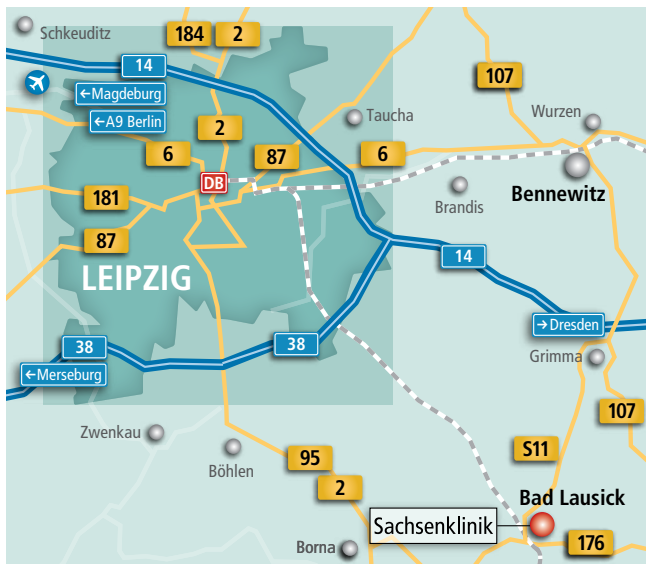 Schkeuditz
184
2
14
←Magdeburg
←A9 Berlin
107
Taucha
Wurzen
2
6
87
6
DB
181
Brandis
Bennewitz
87
LEIPZIG
14
→Dresden
38
38
←Merseburg
Grimma
107
Zwenkau
Böhlen
95
S11
2
Bad Lausick
Sachsenklinik
Borna
176